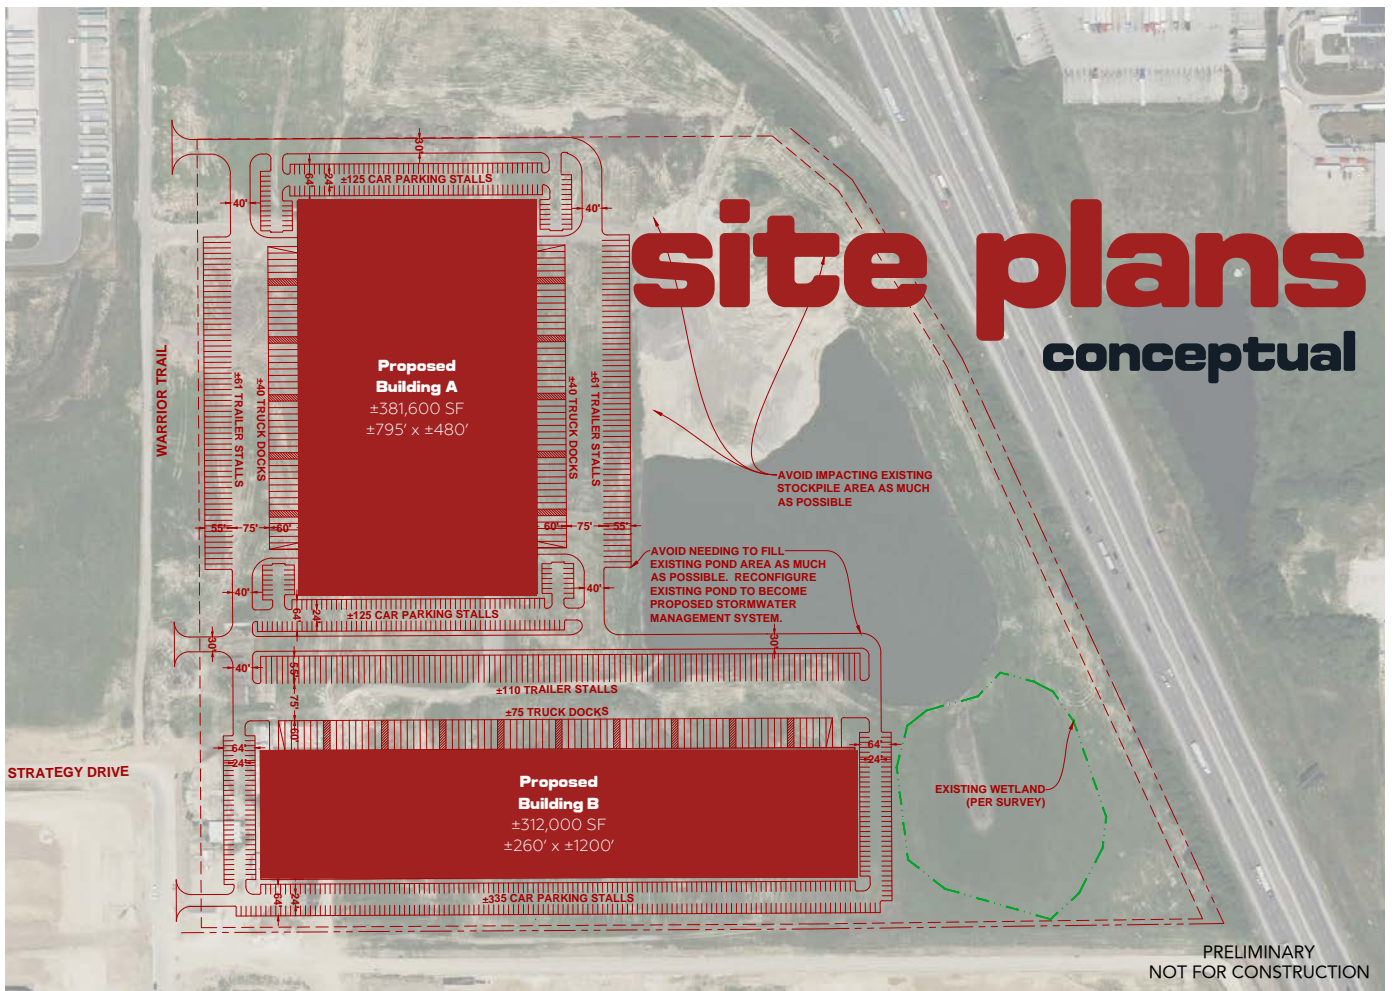 site plans
conceptual
30'
64'
24'
±125 CAR PARKING STALLS
40'
40'
WARRIOR TRAIL
±61 TRAILER STALLS
±40 TRUCK DOCKS
Proposed
Building A
±381,600 SF
±795' x ±480'
±40 TRUCK DOCKS
±61 TRAILER STALLS
AVOID IMPACTING EXISTING
STOCKPILE AREA AS MUCH
AS POSSIBLE
55'
75'
60'
60'
75'
55'
AVOID NEEDING TO FILL
EXISTING POND AREA AS MUCH
AS POSSIBLE. RECONFIGURE
EXISTING POND TO BECOME
PROPOSED STORMWATER
MANAGEMENT SYSTEM.
40'
40'
64'
24'
±125 CAR PARKING STALLS
30'
30'
40'
55'
75'
60'
±110 TRAILER STALLS
±75 TRUCK DOCKS
64'
24'
64'
24'
STRATEGY DRIVE
Proposed
Building B
±312,000 SF
±260' x ±1200'
EXISTING WETLAND
(PER SURVEY)
64'
24'
±335 CAR PARKING STALLS
PRELIMINARY
NOT FOR CONSTRUCTION